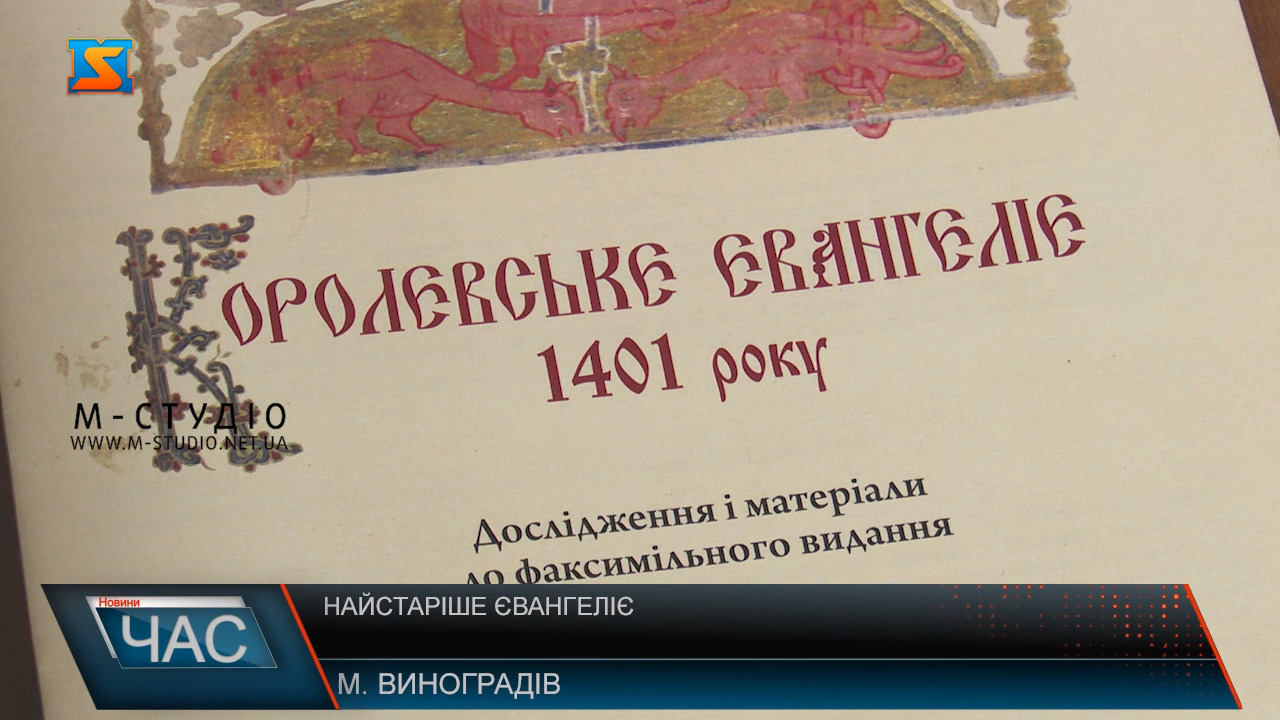 КОРОЛЕВСЬКЕ ЄВАНГЕЛІЄ
1401 року
М-СТУДІО
WWW.M-STUDIO.NET.UA
Дослідження і матеріали
до факсимільного видання
Новини
ЧАС
НАЙСТАРІШЕ ЄВАНГЕЛІЄ
М. ВИНОГРАДІВ